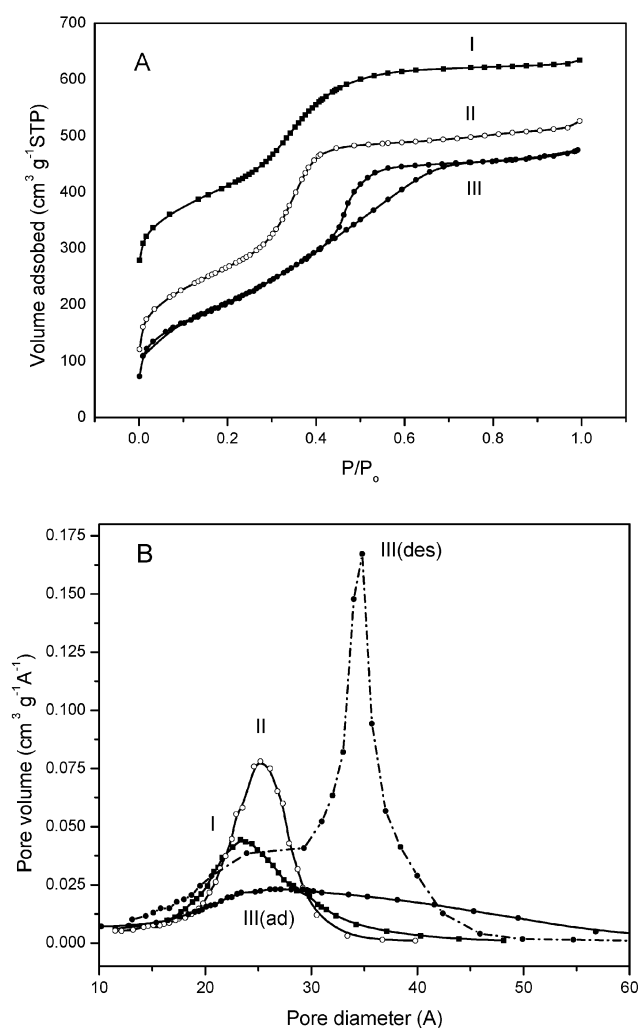 A
I
II
III
Volume adsobed (cm³ g⁻¹STP)
700
600
500
400
300
200
100
0
0.0 0.2 0.4 0.6 0.8 1.0
P/Pₒ
B
III(des)
II
I
III(ad)
Pore volume (cm³ g⁻¹A⁻¹)
0.175
0.150
0.125
0.100
0.075
0.050
0.025
0.000
10 20 30 40 50 60
Pore diameter (A)